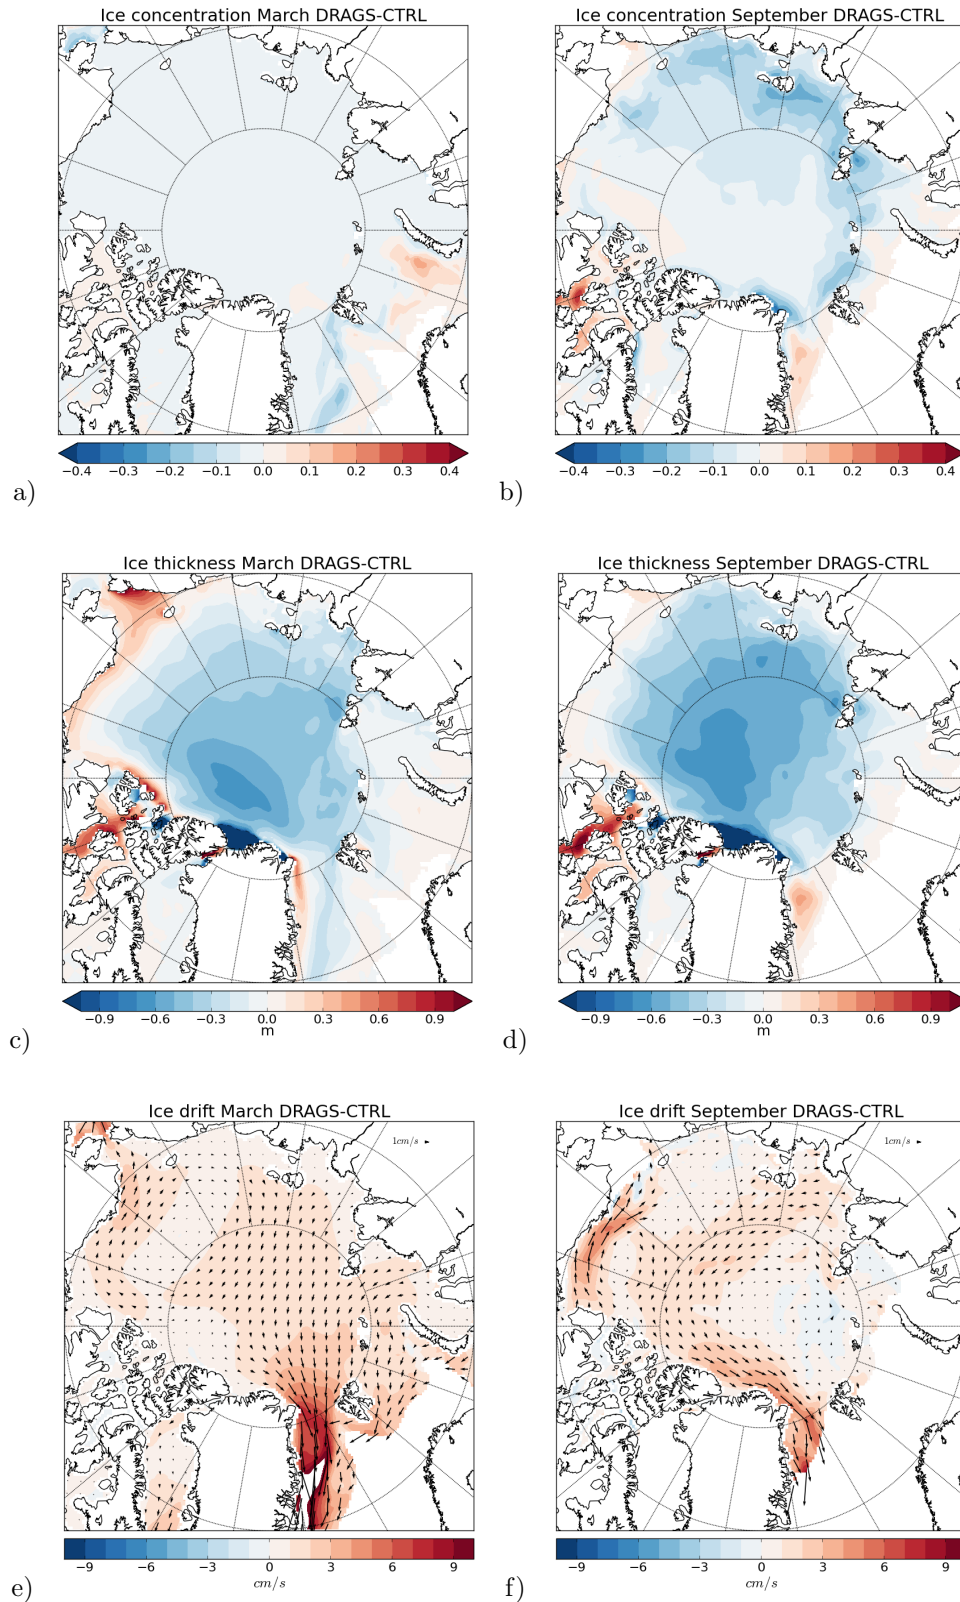 Ice concentration March DRAGS-CTRL
Ice concentration September DRAGS-CTRL
−0.4 −0.3 −0.2 −0.1 0.0 0.1 0.2 0.3 0.4
−0.4 −0.3 −0.2 −0.1 0.0 0.1 0.2 0.3 0.4
a)
b)
Ice thickness March DRAGS-CTRL
Ice thickness September DRAGS-CTRL
−0.9 −0.6 −0.3 0.0 0.3 0.6 0.9
m
−0.9 −0.6 −0.3 0.0 0.3 0.6 0.9
m
c)
d)
Ice drift March DRAGS-CTRL
Ice drift September DRAGS-CTRL
1cm/s
1cm/s
−9 −6 −3 0 3 6 9
cm/s
−9 −6 −3 0 3 6 9
cm/s
e)
f)